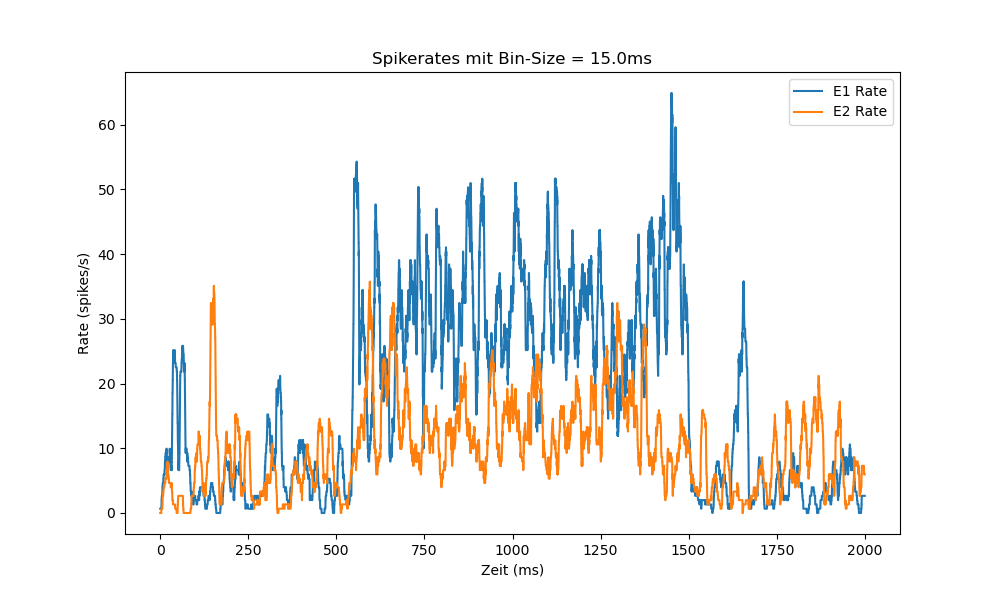 Spikerates mit Bin-Size = 15.0ms
E1 Rate
E2 Rate
Rate (spikes/s)
60
50
40
30
20
10
0
0 250 500 750 1000 1250 1500 1750 2000
Zeit (ms)